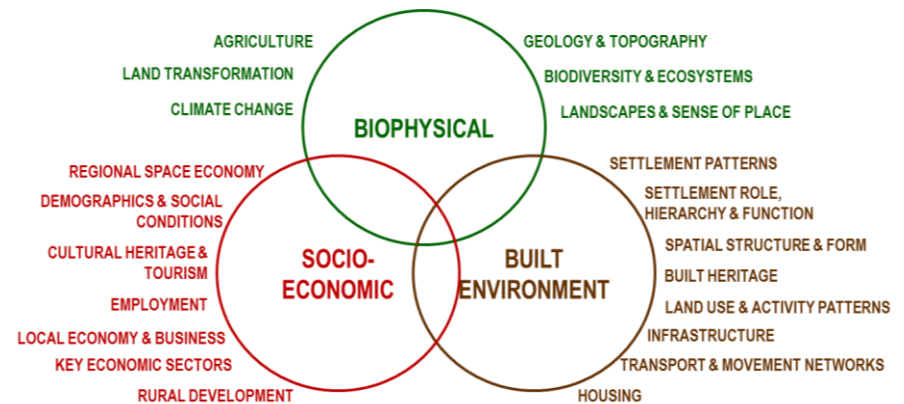 AGRICULTURE
LAND TRANSFORMATION
CLIMATE CHANGE
GEOLOGY & TOPOGRAPHY
BIODIVERSITY & ECOSYSTEMS
LANDSCAPES & SENSE OF PLACE
BIOPHYSICAL
REGIONAL SPACE ECONOMY
DEMOGRAPHICS & SOCIAL
CONDITIONS
CULTURAL HERITAGE &
TOURISM
EMPLOYMENT
LOCAL ECONOMY & BUSINESS
KEY ECONOMIC SECTORS
RURAL DEVELOPMENT
SOCIO-
ECONOMIC
BUILT
ENVIRONMENT
SETTLEMENT PATTERNS
SETTLEMENT ROLE,
HIERARCHY & FUNCTION
SPATIAL STRUCTURE & FORM
BUILT HERITAGE
LAND USE & ACTIVITY PATTERNS
INFRASTRUCTURE
TRANSPORT & MOVEMENT NETWORKS
HOUSING